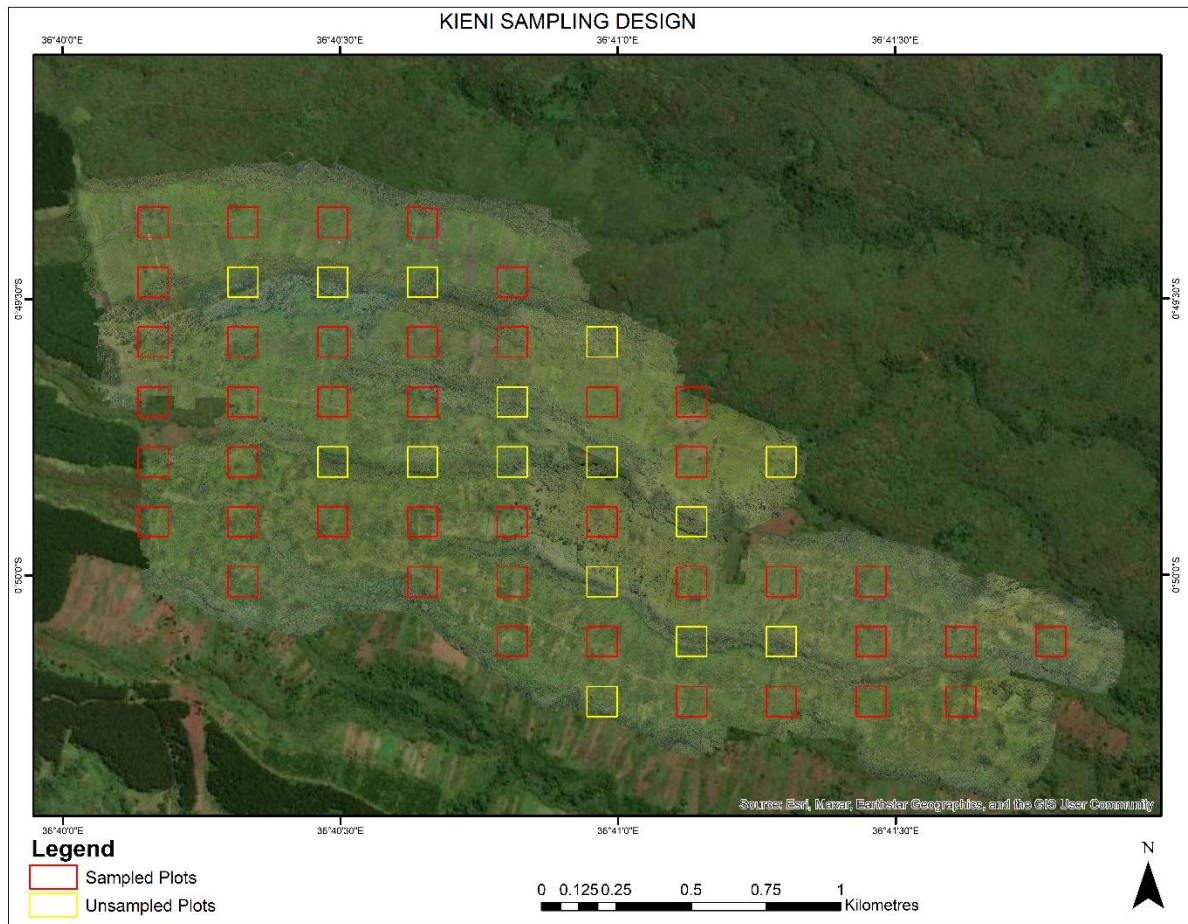 KIENI SAMPLING DESIGN
36°40'0"E 36°40'30"E 36°41'0"E 36°41'30"E
0°49'30"S 0°49'30"S
0°50'0"S 0°50'0"S
Source: Esri, Maxar, Earthstar Geographics, and the GIS User Community
36°40'0"E 36°40'30"E 36°41'0"E 36°41'30"E
Legend
Sampled Plots
Unsampled Plots
0 0.125 0.25 0.5 0.75 1
Kilometres
N